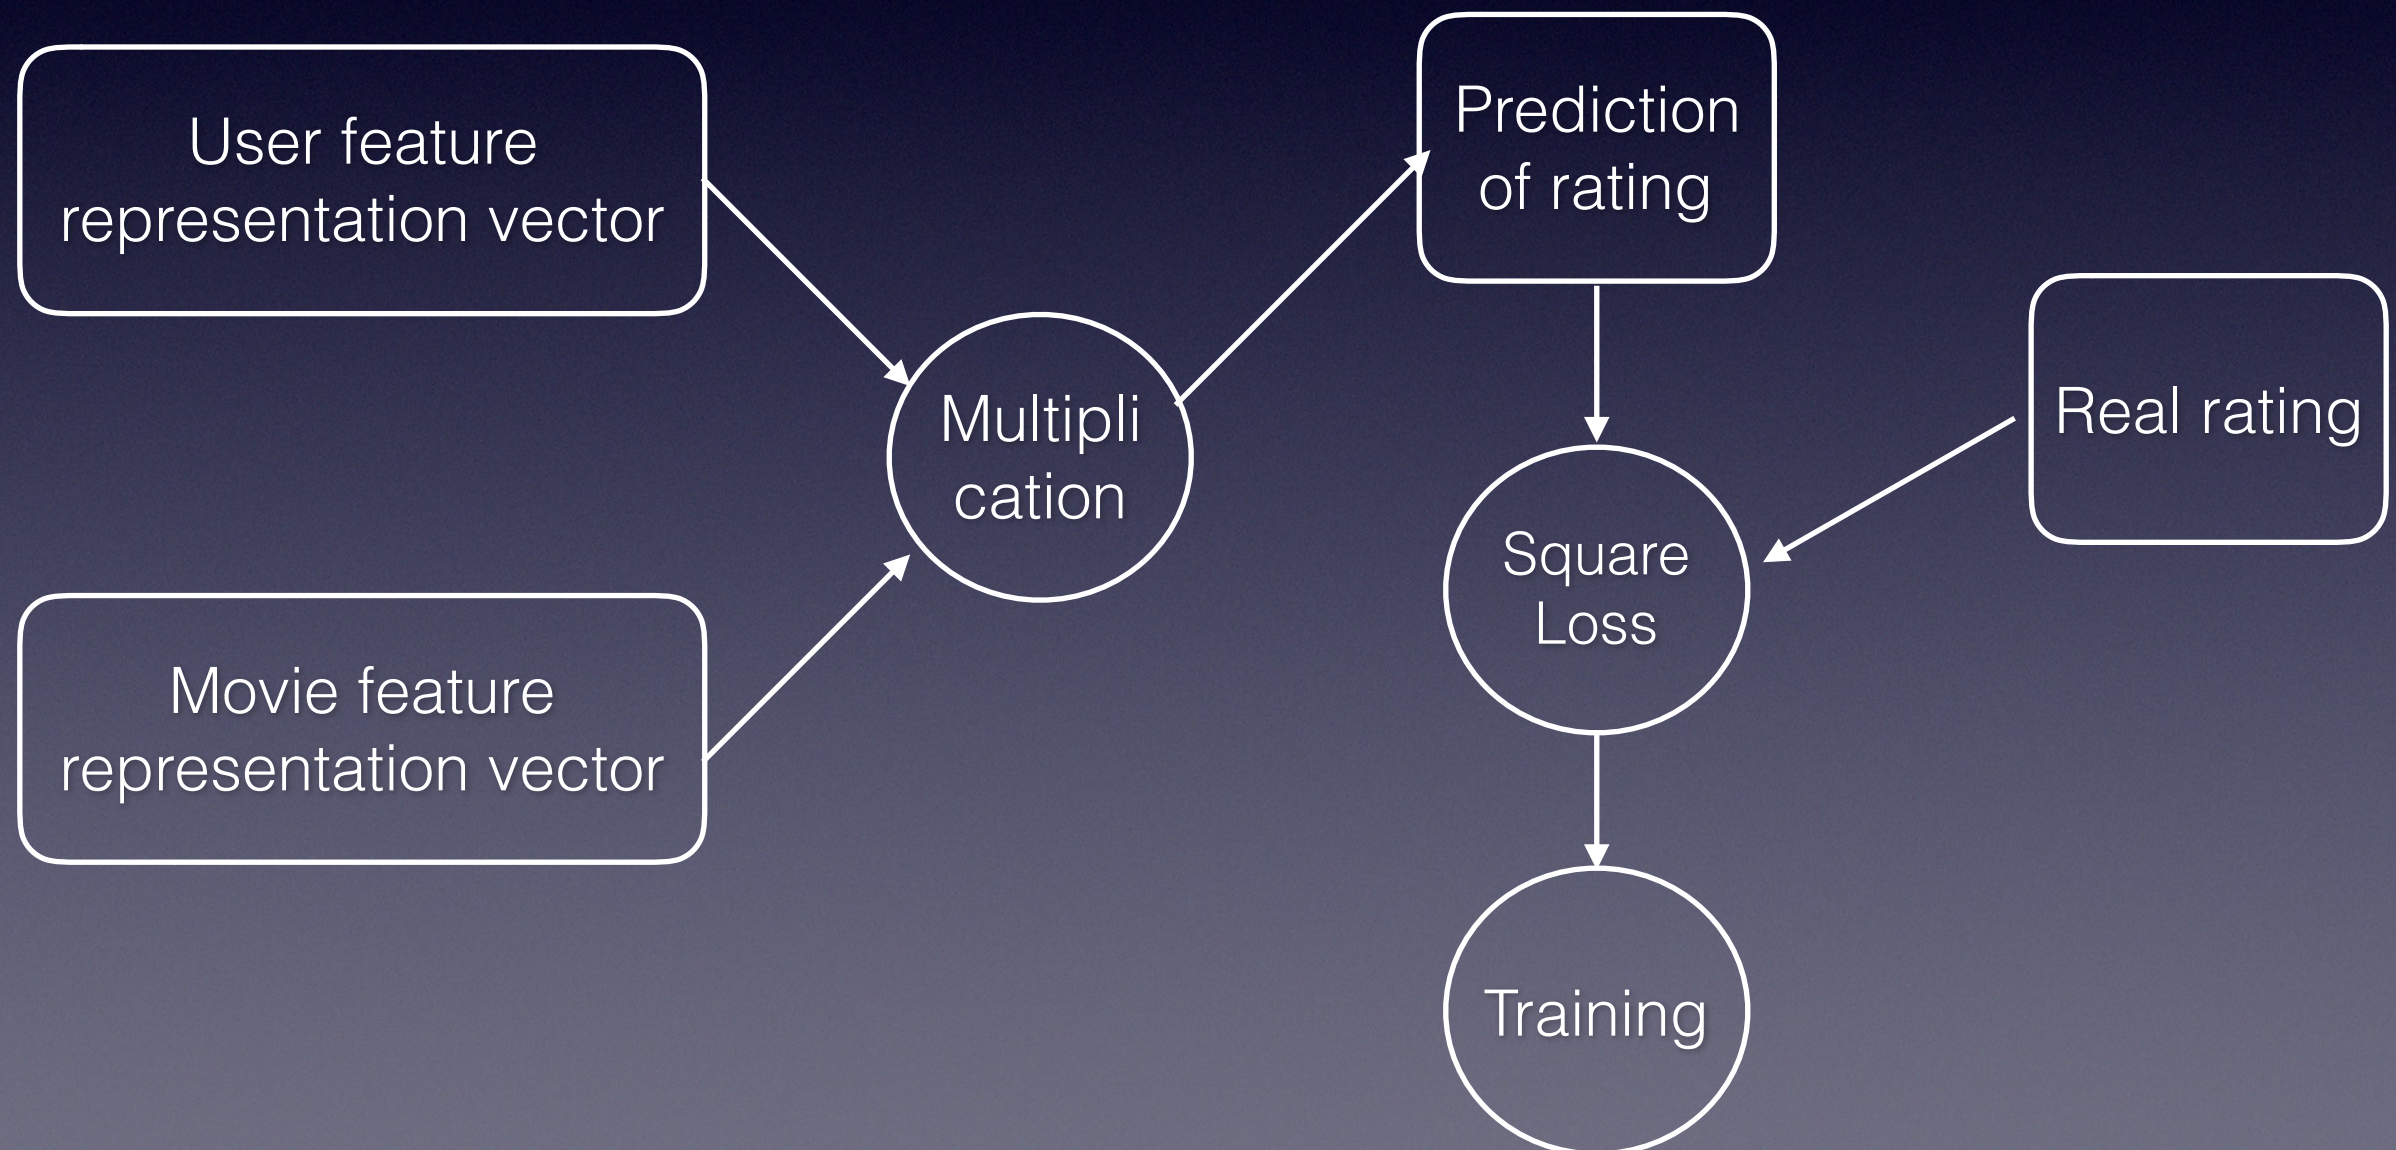 User feature
representation vector
Movie feature
representation vector
Multipli
cation
Prediction
of rating
Square
Loss
Real rating
Training